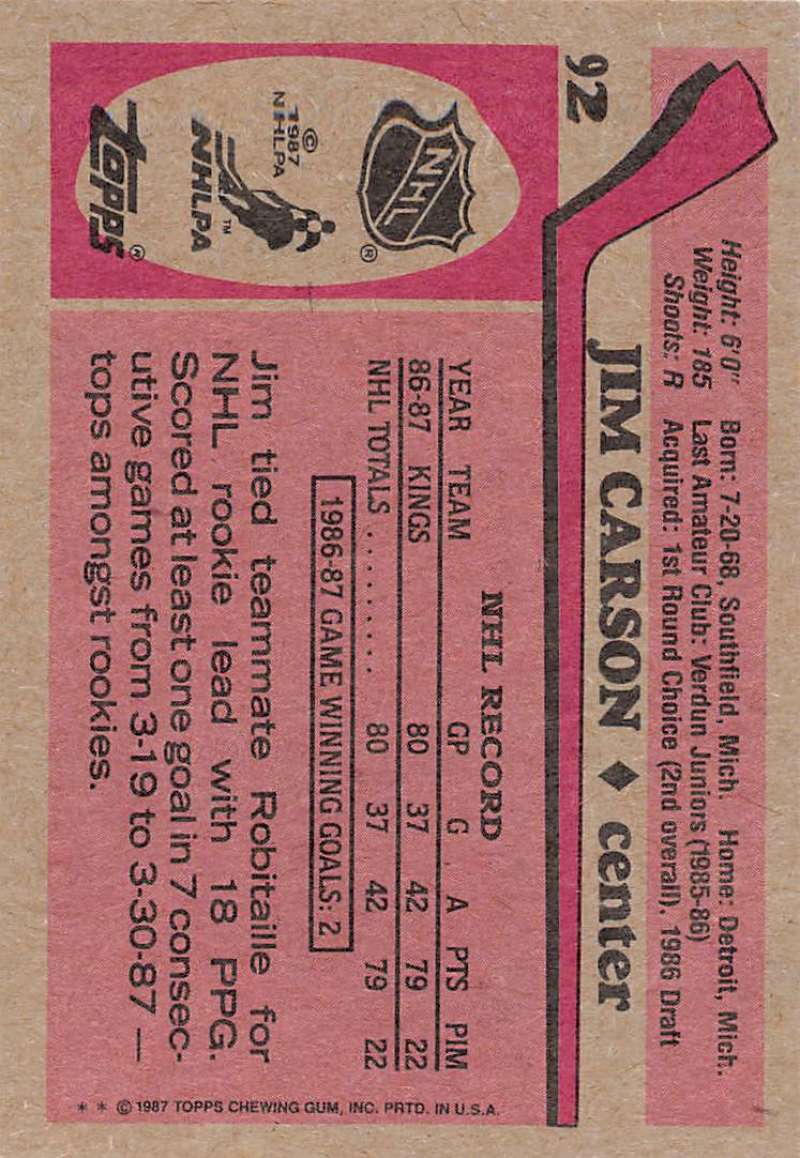 92
Height: 6'0" Born: 7-20-68, Southfield, Mich. Home: Detroit, Mich.
Weight: 185 Last Amateur Club: Verdun Juniors (1985-86)
Shoots: R Acquired: 1st Round Choice (2nd overall). 1986 Draft
JIM CARSON ♦ center
NHL
®
© 1987
NHLPA
NHLPA
™
TOPPS®
NHL RECORD
YEAR TEAM GP G A PTS PIM
86-87 KINGS 80 37 42 79 22
NHL TOTALS . . . . . . . . . 80 37 42 79 22
1986-87 GAME WINNING GOALS: 2
Jim tied teammate Robitaille for
NHL rookie lead with 18 PPG.
Scored at least one goal in 7 consec-
utive games from 3-19 to 3-30-87 —
tops amongst rookies.
* * © 1987 TOPPS CHEWING GUM, INC. PRTD. IN U.S.A.